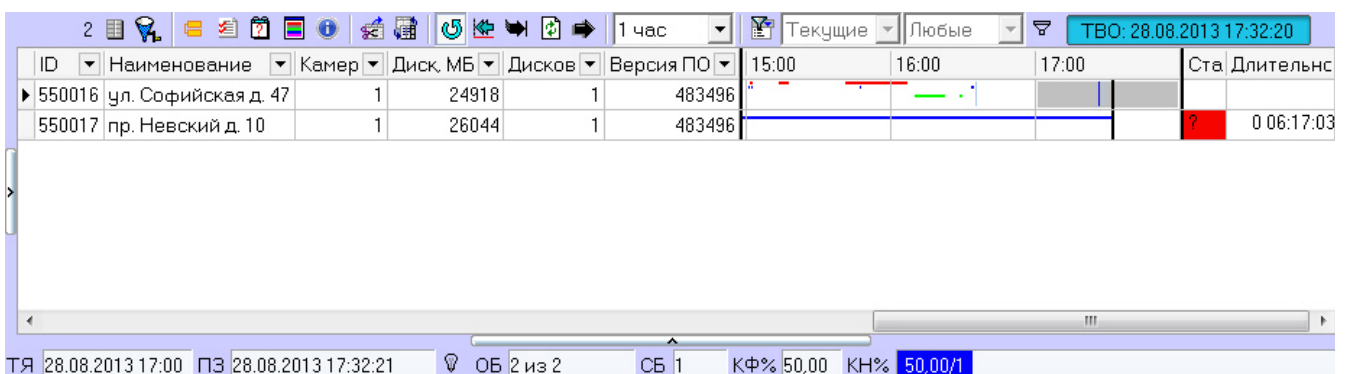 2 1 час Текущие Любые ТВО: 28.08.2013 17:32:20
ID Наименование Камер Диск, МБ Дисков Версия ПО 15:00 16:00 17:00 Ста Длительнс
550016 ул. Софийская д. 47 1 24918 1 483496
550017 пр. Невский д. 10 1 26044 1 483496 ? 0 06:17:03
ТЯ 28.08.2013 17:00 ПЗ 28.08.2013 17:32:21 ОБ 2 из 2 СБ 1 КФ% 50,00 КН% 50,00/1